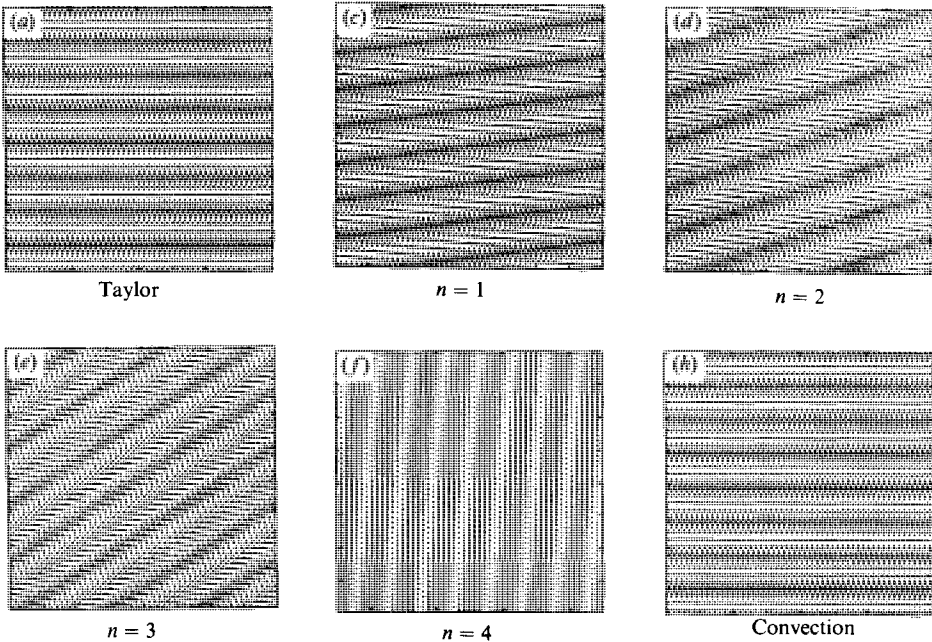 (a) (c) (d)
Taylor n = 1 n = 2
(e) (f) (h)
n = 3 n = 4 Convection